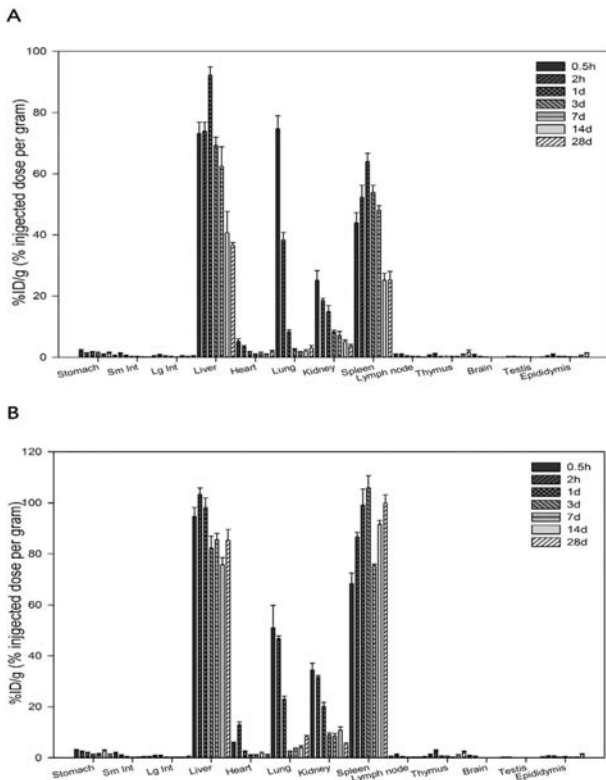 A
100
80
60
40
20
0
%ID/g (% injgected dose per gram)
0.5h
2h
1d
3d
7d
14d
28d
Stomach
Sm Int
Lg Int
Liver
Heart
Lung
Kidney
Spleen
Lymph node
Thymus
Brain
Testis
Epididymis
B
120
100
80
60
40
20
0
%ID/g (% injgected dose per gram)
0.5h
2h
1d
3d
7d
14d
28d
Stomach
Sm Int
Lg Int
Liver
Heart
Lung
Kidney
Spleen
Lymph node
Thymus
Brain
Testis
Epididymis